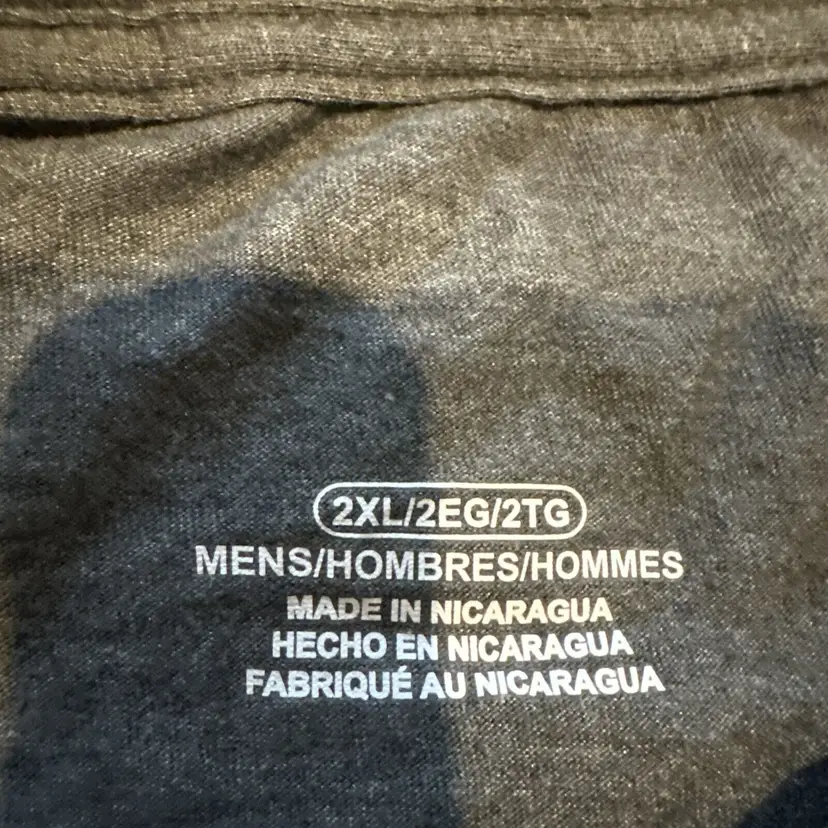 2XL/2EG/2TG
MENS/HOMBRES/HOMMES
MADE IN NICARAGUA
HECHO EN NICARAGUA
FABRIQUÉ AU NICARAGUA